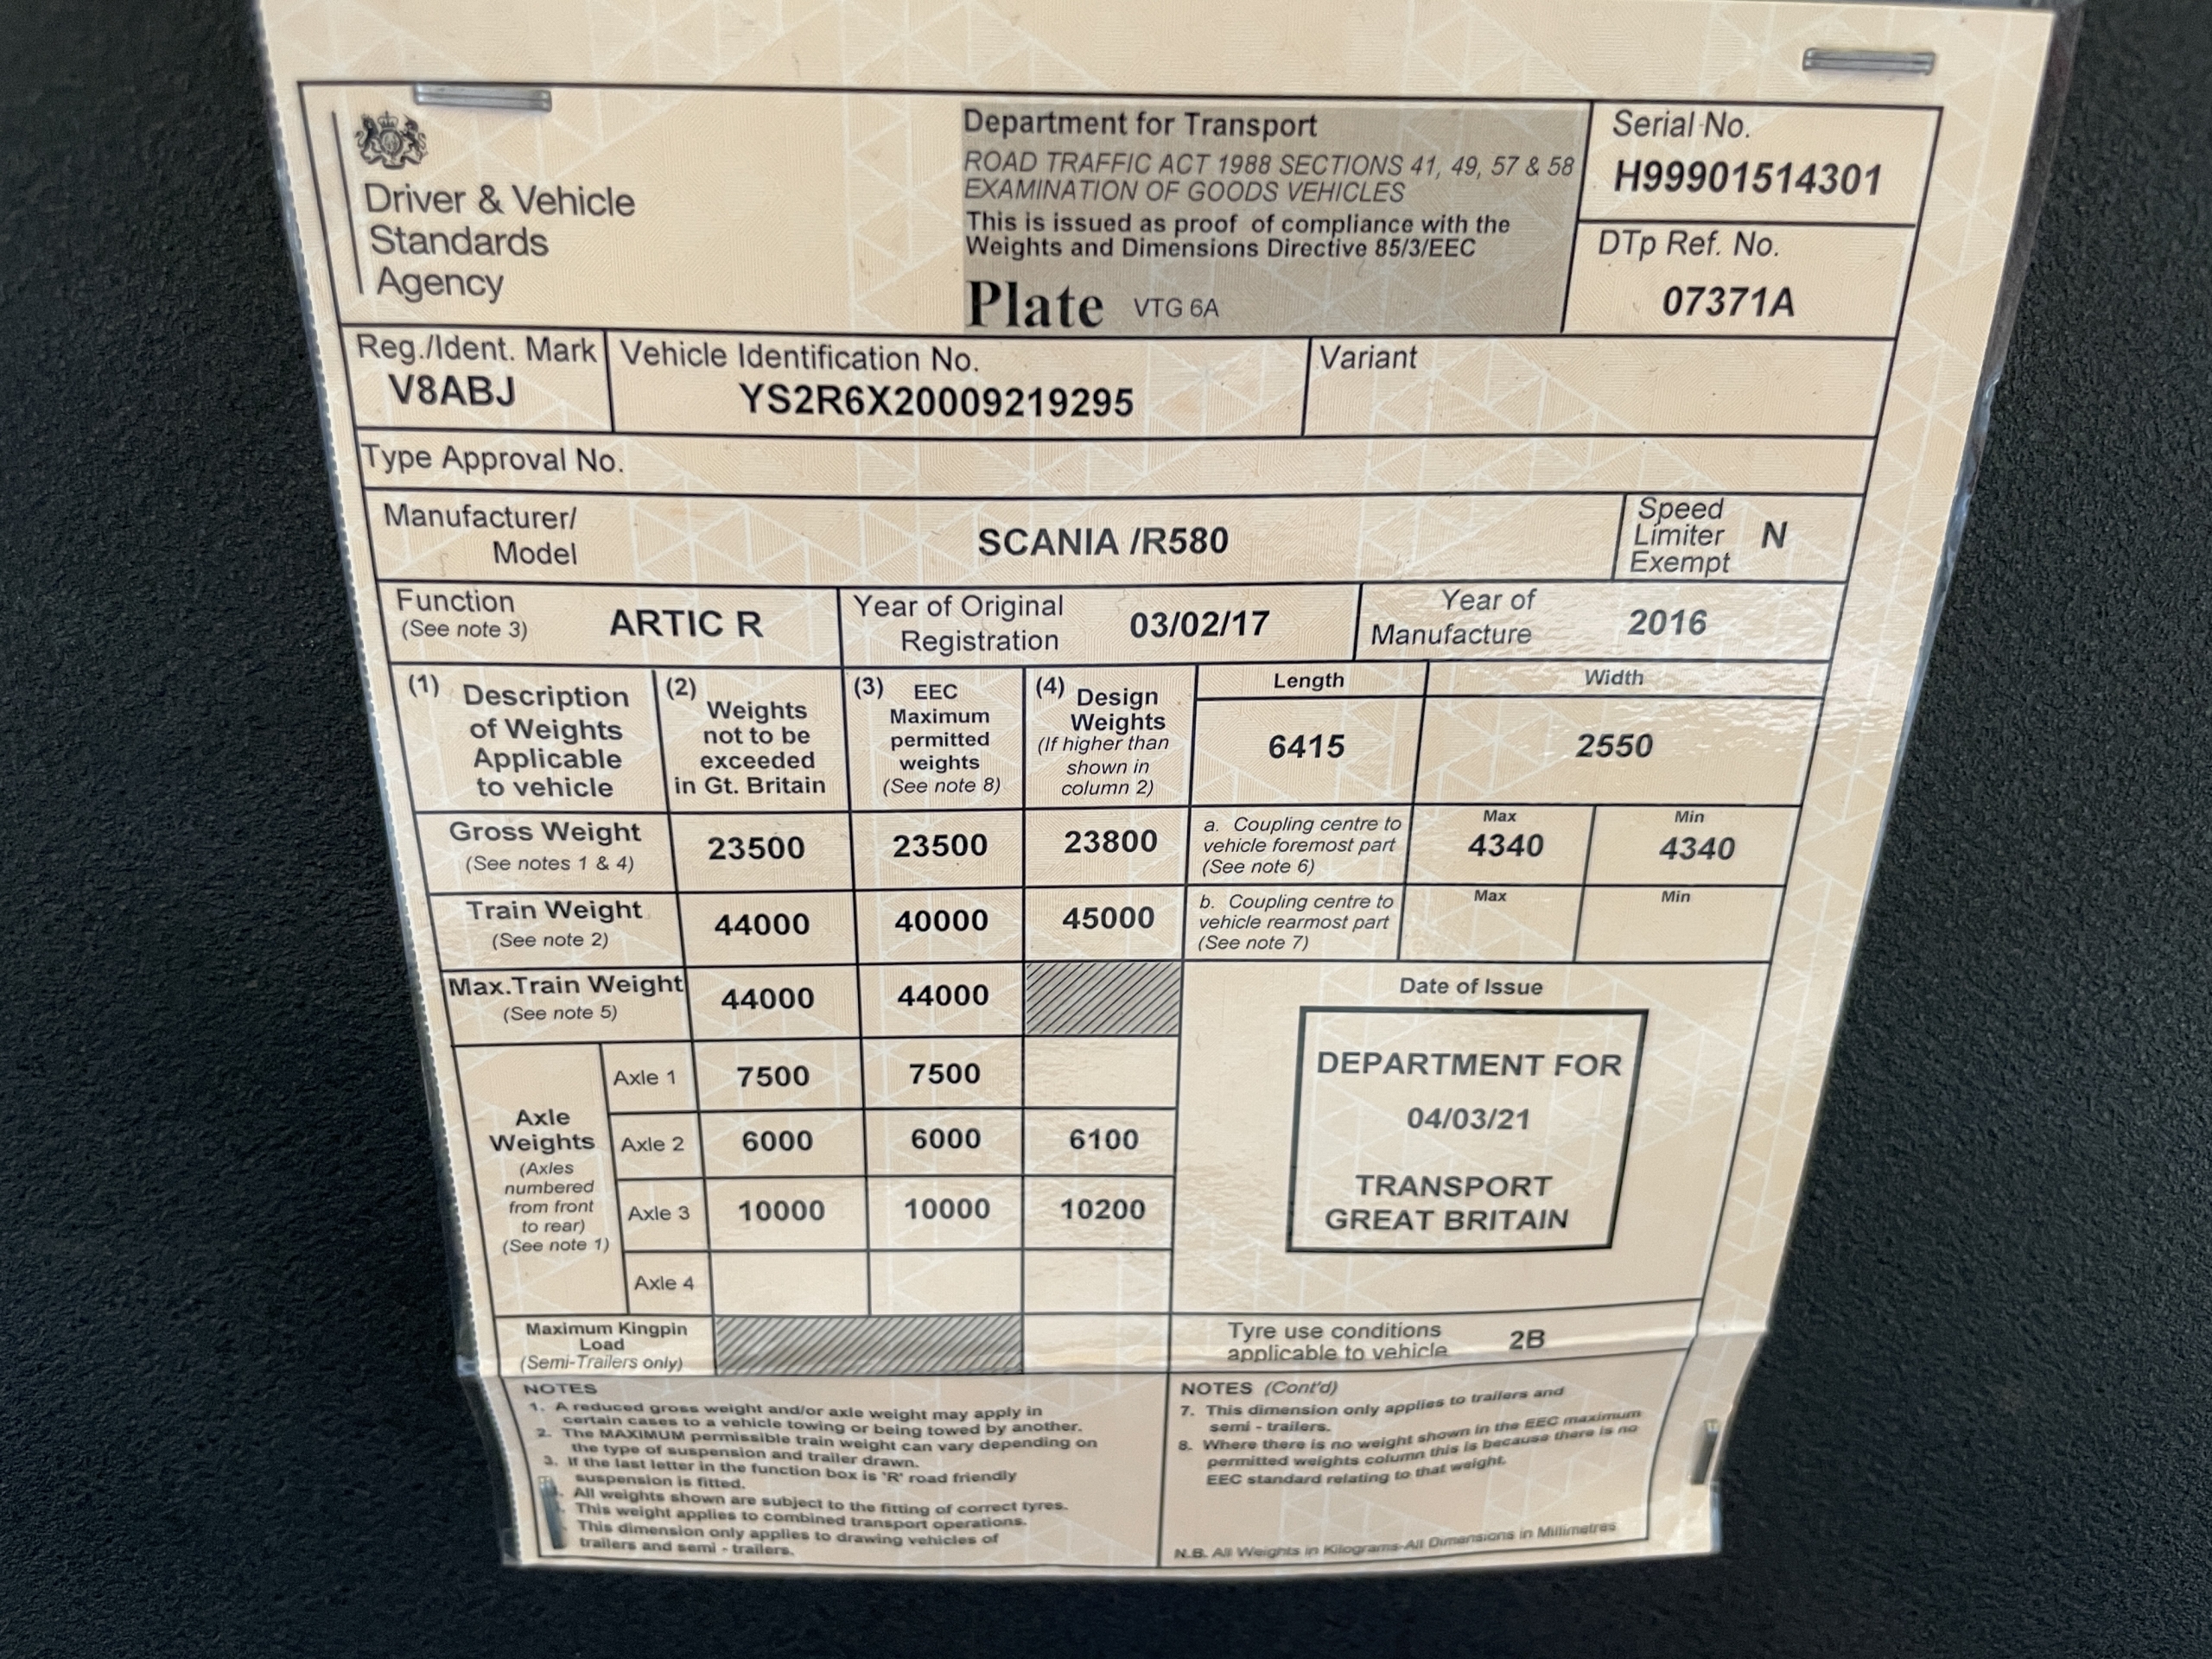 Driver & Vehicle
Standards
Agency
Department for Transport
ROAD TRAFFIC ACT 1988 SECTIONS 41, 49, 57 & 58
EXAMINATION OF GOODS VEHICLES
This is issued as proof of compliance with the
Weights and Dimensions Directive 85/3/EEC
Plate VTG 6A
Serial No.
H99901514301
DTp Ref. No.
07371A
Reg./Ident. Mark
V8ABJ
Vehicle Identification No.
YS2R6X20009219295
Variant
Type Approval No.
Manufacturer/
Model
SCANIA /R580
Speed
Limiter
Exempt
N
Function
(See note 3)
ARTIC R
Year of Original
Registration
03/02/17
Year of
Manufacture
2016
(1) Description
of Weights
Applicable
to vehicle
(2) Weights
not to be
exceeded
in Gt. Britain
(3) EEC
Maximum
permitted
weights
(See note 8)
(4) Design
Weights
(If higher than
shown in
column 2)
Length
6415
Width
2550
Gross Weight
(See notes 1 & 4)
23500
23500
23800
a. Coupling centre to
vehicle foremost part
(See note 6)
Max
4340
Min
4340
Train Weight
(See note 2)
44000
40000
45000
b. Coupling centre to
vehicle rearmost part
(See note 7)
Max
Min
Max.Train Weight
(See note 5)
44000
44000
Date of Issue
DEPARTMENT FOR
04/03/21
TRANSPORT
GREAT BRITAIN
Axle
Weights
(Axles
numbered
from front
to rear)
(See note 1)
Axle 1
7500
7500
Axle 2
6000
6000
6100
Axle 3
10000
10000
10200
Axle 4
Maximum Kingpin
Load
(Semi-Trailers only)
Tyre use conditions
applicable to vehicle
2B
NOTES
1. A reduced gross weight and/or axle weight may apply in
certain cases to a vehicle towing or being towed by another.
2. The MAXIMUM permissible train weight can vary depending on
the type of suspension and trailer drawn.
3. If the last letter in the function box is 'R' road friendly
suspension is fitted.
All weights shown are subject to the fitting of correct tyres.
This weight applies to combined transport operations.
This dimension only applies to drawing vehicles of
trailers and semi - trailers.
NOTES (Cont'd)
7. This dimension only applies to trailers and
semi - trailers.
8. Where there is no weight shown in the EEC maximum
permitted weights column this is because there is no
EEC standard relating to that weight.
N.B. All Weights in Kilograms-All Dimensions in Millimetres